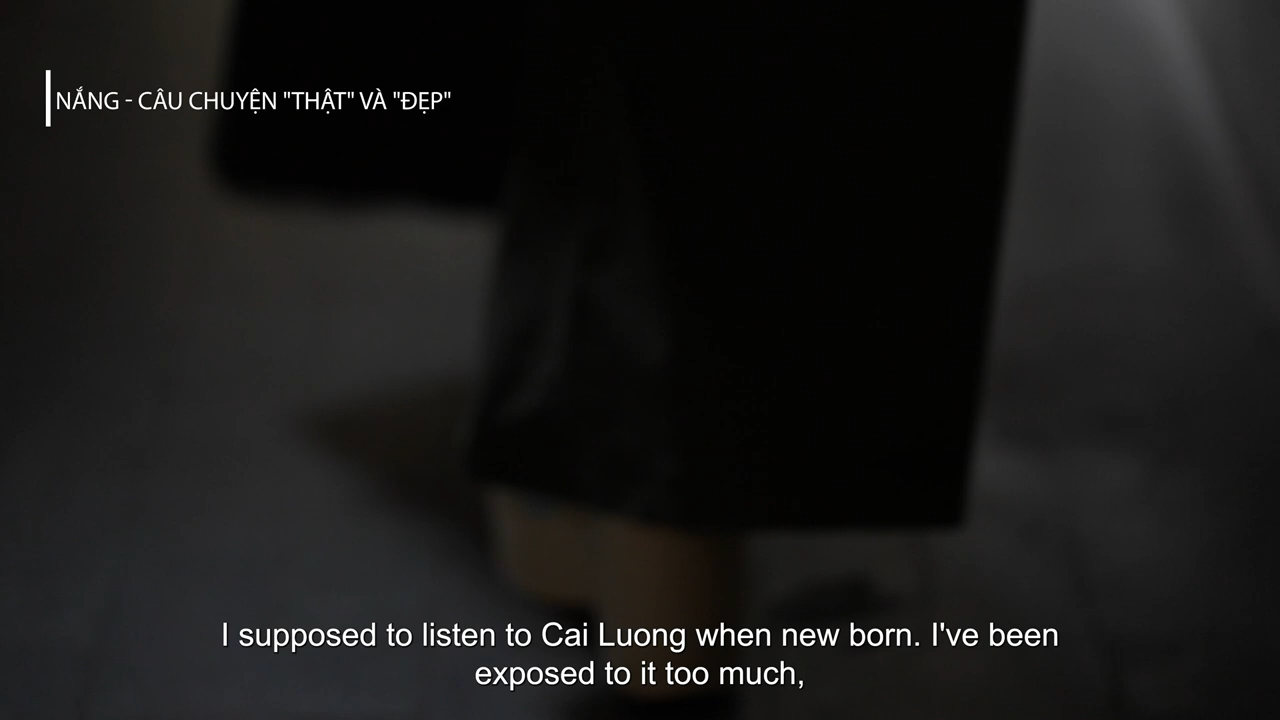 NẮNG - CÂU CHUYỆN "THẬT" VÀ "ĐẸP"
I supposed to listen to Cai Luong when new born. I've been
exposed to it too much,